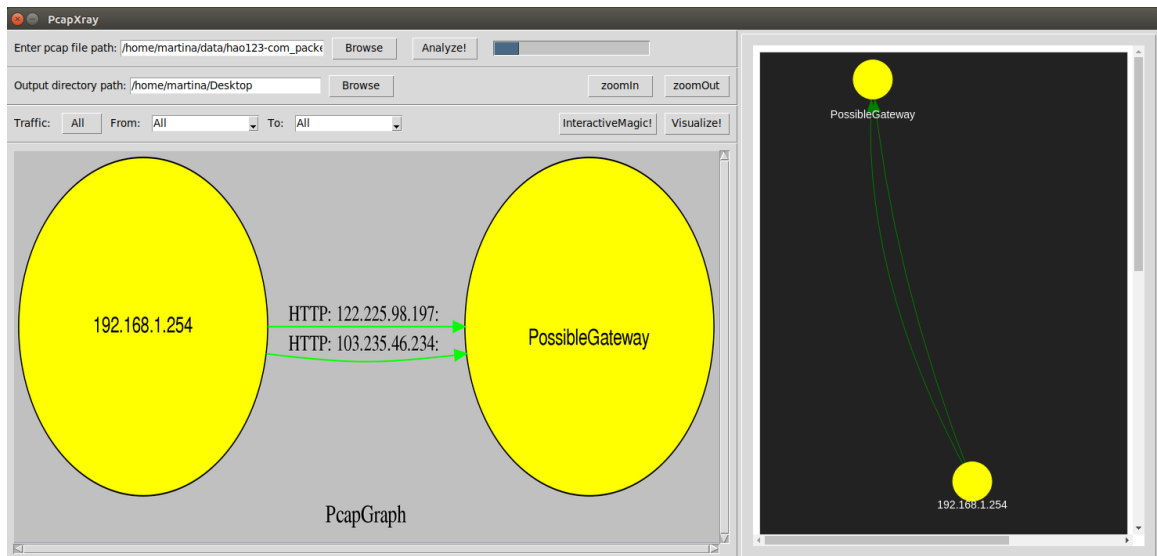 PcapXray
Enter pcap file path: /home/martina/data/hao123-com_packe Browse Analyze!
Output directory path: /home/martina/Desktop Browse zoomIn zoomOut
Traffic: All From: All To: All InteractiveMagic! Visualize!
192.168.1.254
HTTP: 122.225.98.197:
HTTP: 103.235.46.234:
PossibleGateway
PcapGraph
PossibleGateway
192.168.1.254